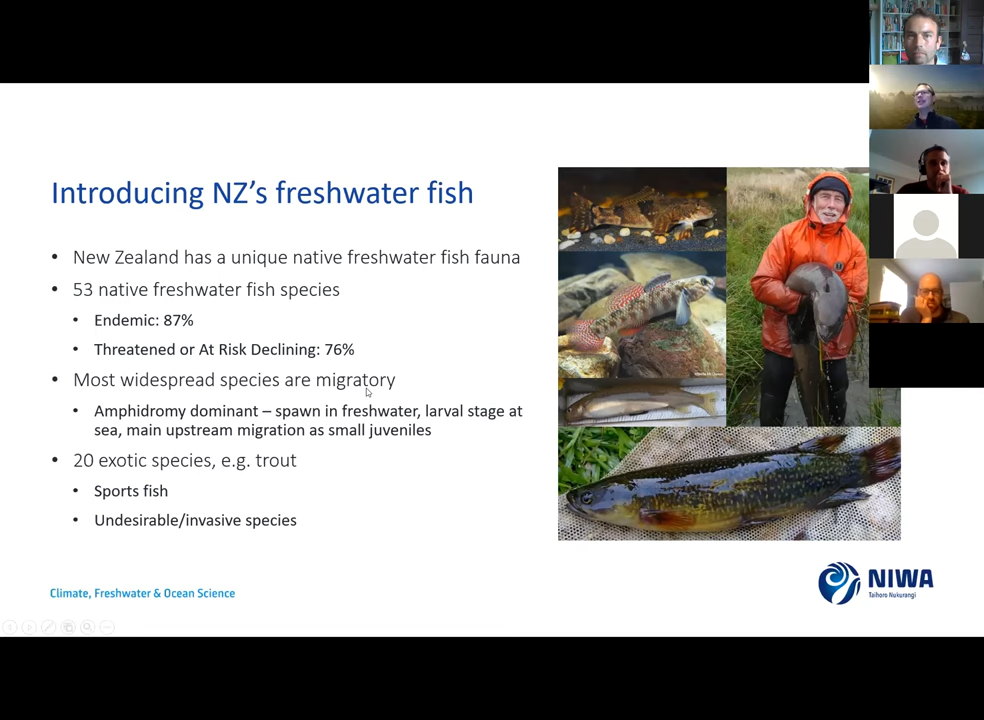 Introducing NZ's freshwater fish
• New Zealand has a unique native freshwater fish fauna
• 53 native freshwater fish species
• Endemic: 87%
• Threatened or At Risk Declining: 76%
• Most widespread species are migratory
• Amphidromy dominant – spawn in freshwater, larval stage at
sea, main upstream migration as small juveniles
• 20 exotic species, e.g. trout
• Sports fish
• Undesirable/invasive species
Climate, Freshwater & Ocean Science
NIWA
Taihoro Nukurangi